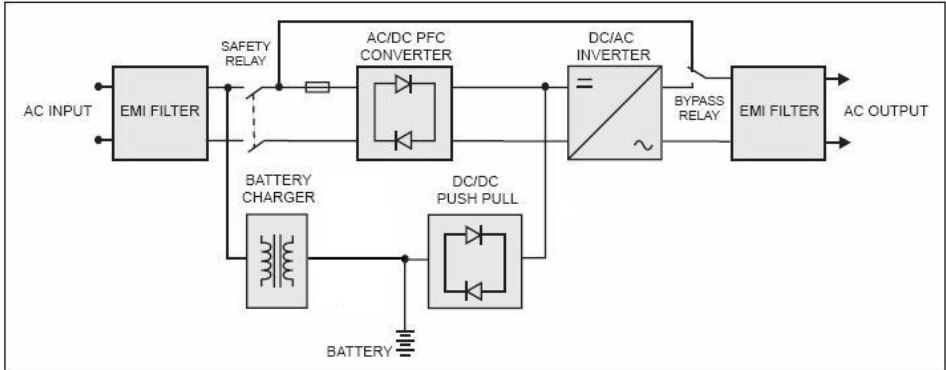 SAFETY
RELAY
AC/DC PFC
CONVERTER
DC/AC
INVERTER
AC INPUT
EMI FILTER
BYPASS
RELAY
EMI FILTER
AC OUTPUT
BATTERY
CHARGER
DC/DC
PUSH PULL
BATTERY